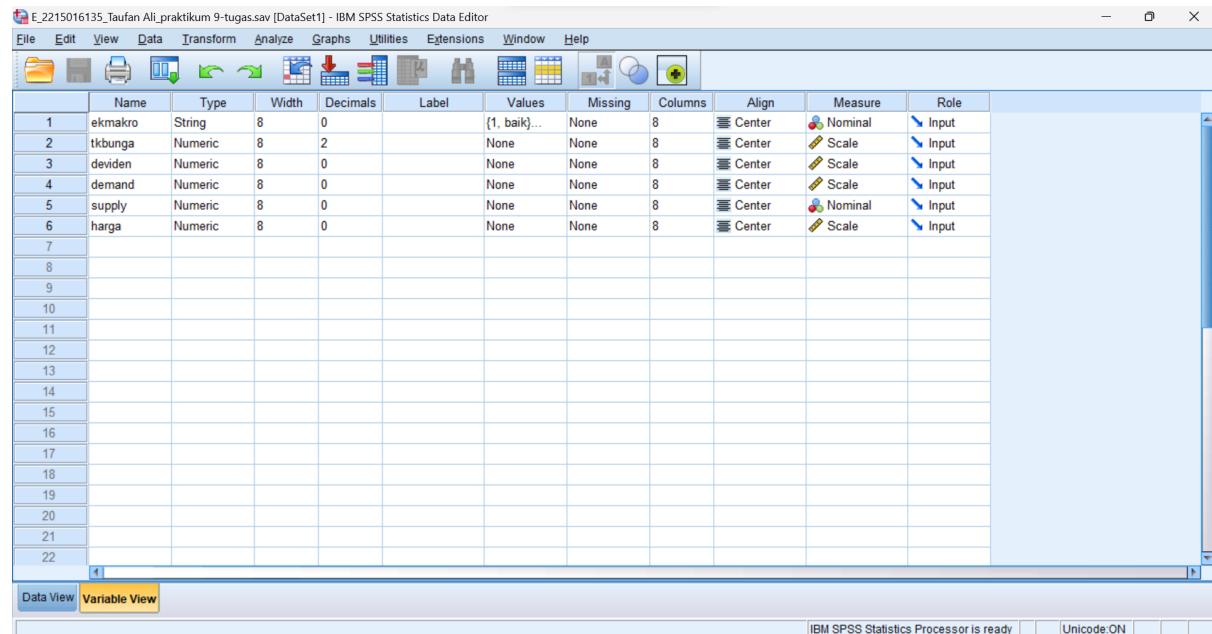 E_2215016135_Taufan Ali_praktikum 9-tugas.sav [DataSet1] - IBM SPSS Statistics Data Editor
File Edit View Data Transform Analyze Graphs Utilities Extensions Window Help
Name Type Width Decimals Label Values Missing Columns Align Measure Role
1 ekmakro String 8 0 {1, baik}... None 8 Center Nominal Input
2 tkbunga Numeric 8 2 None None 8 Center Scale Input
3 deviden Numeric 8 0 None None 8 Center Scale Input
4 demand Numeric 8 0 None None 8 Center Scale Input
5 supply Numeric 8 0 None None 8 Center Nominal Input
6 harga Numeric 8 0 None None 8 Center Scale Input
7
8
9
10
11
12
13
14
15
16
17
18
19
20
21
22
Data View Variable View
IBM SPSS Statistics Processor is ready Unicode:ON